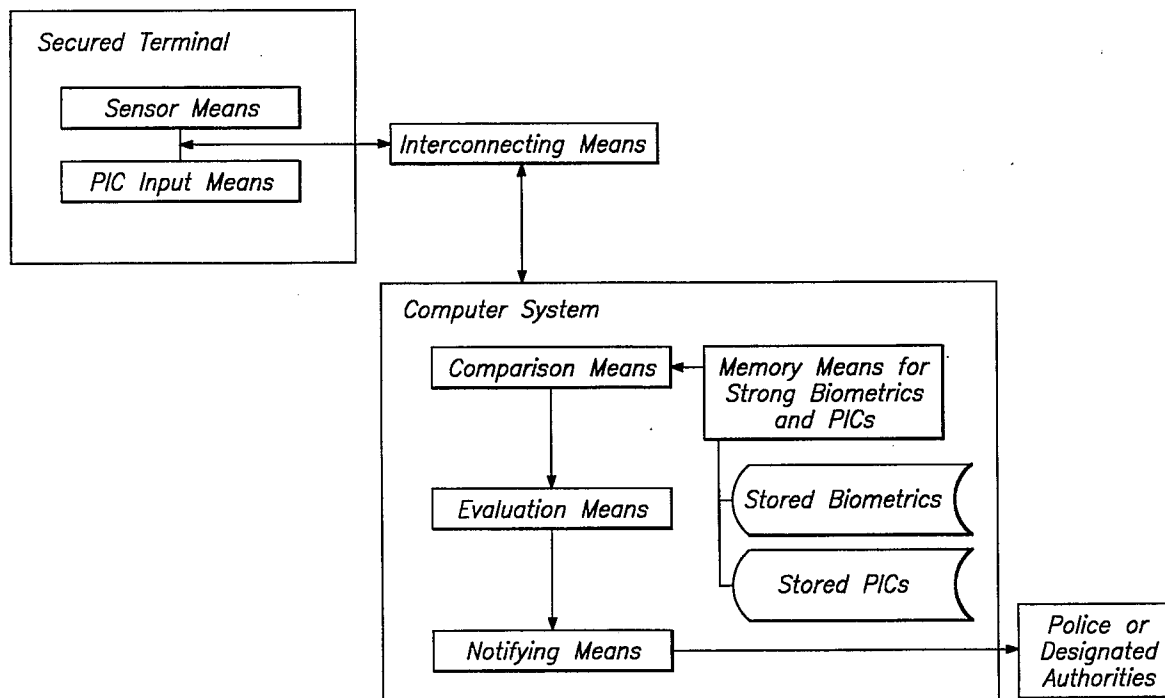 Secured Terminal
Sensor Means
PIC Input Means
Interconnecting Means
Computer System
Comparison Means
Memory Means for
Strong Biometrics
and PICs
Evaluation Means
Stored Biometrics
Stored PICs
Notifying Means
Police or
Designated
Authorities